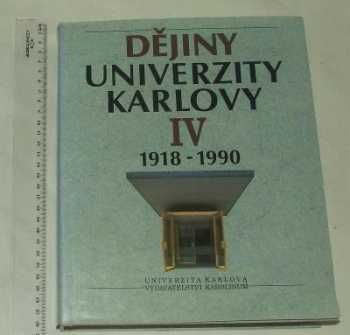 DĚJINY
UNIVERZITY
KARLOVY
IV
1918 - 1990
UNIVERZITA KARLOVA
VYDAVATELSTVÍ KAROLINUM